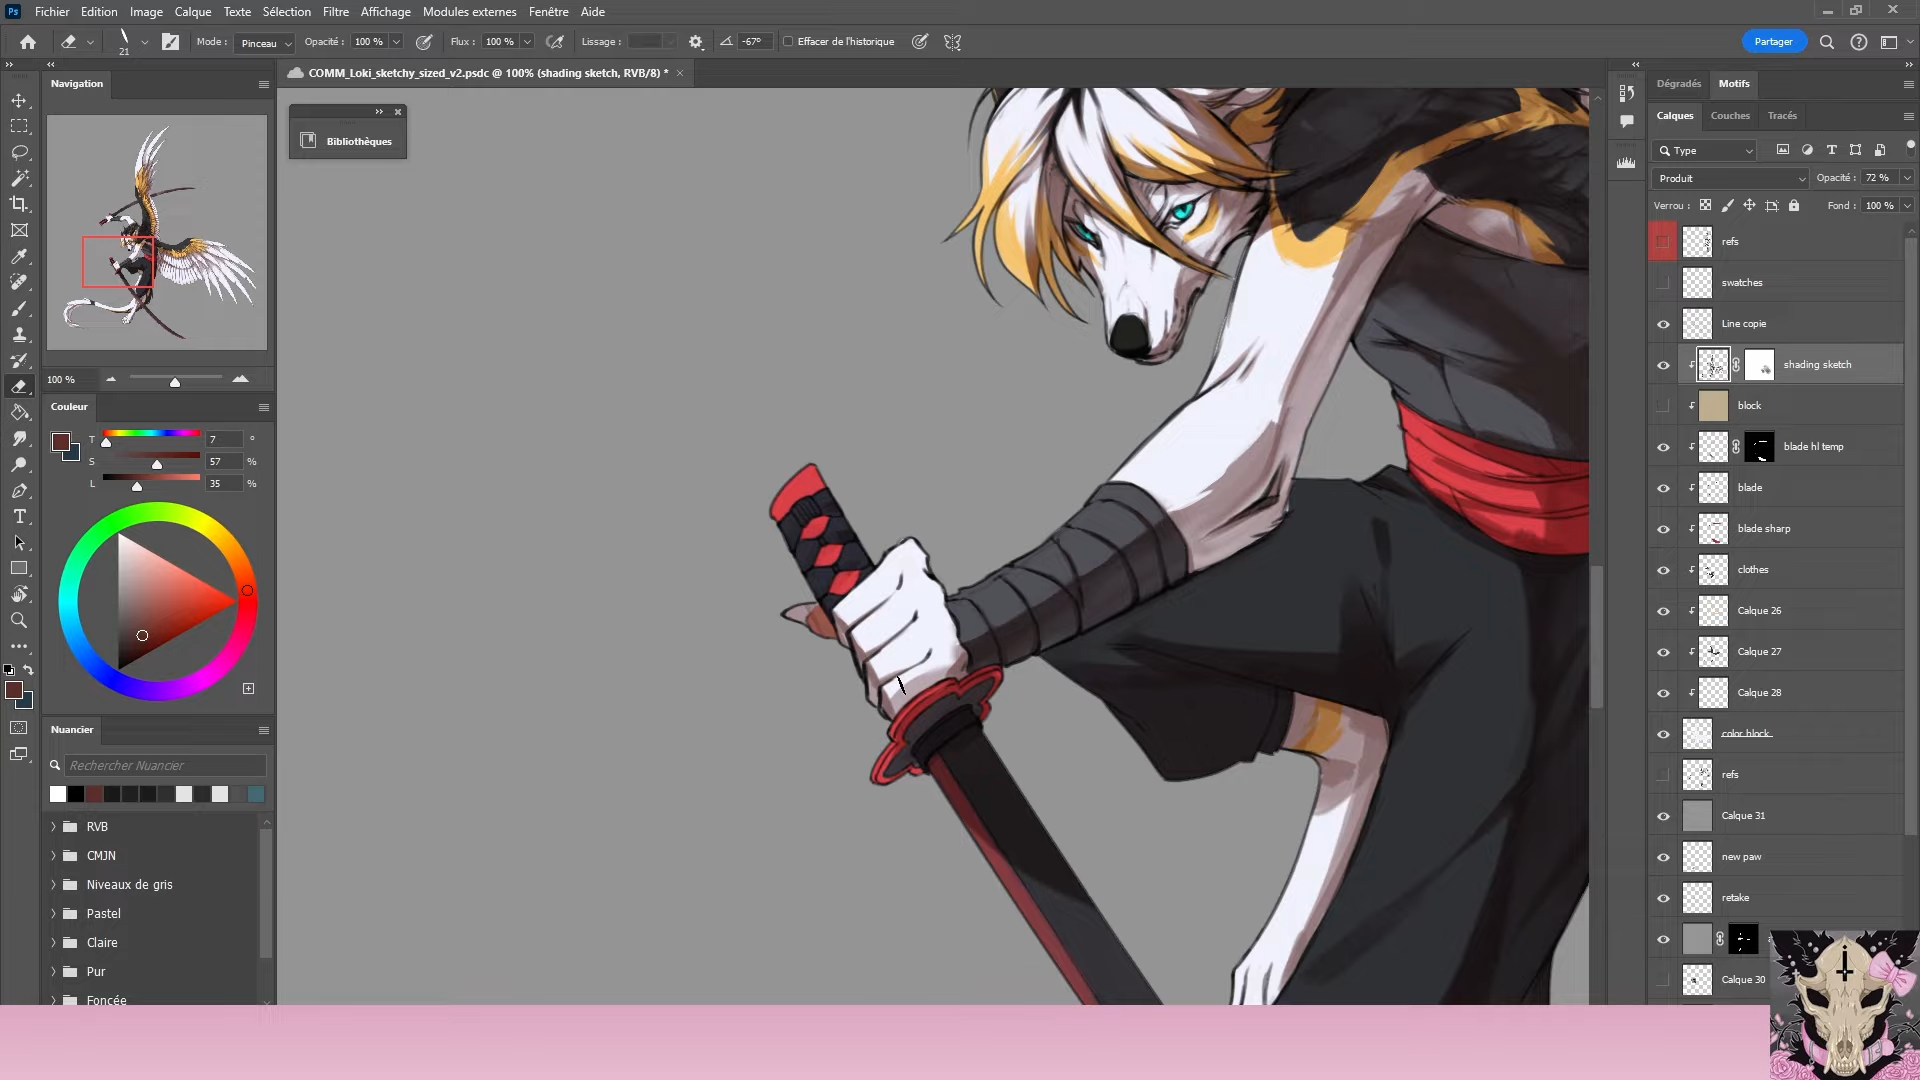 Ps Fichier Edition Image Calque Texte Sélection Filtre Affichage Modules externes Fenêtre Aide
21 Mode : Pinceau Opacité : 100 % Flux : 100 % Lissage : -67° Effacer de l'historique Partager
Navigation
COMM_Loki_sketchy_sized_v2.psdc @ 100% (shading sketch, RVB/8) *
Bibliothèques
100 %
Couleur
T 7 °
S 57 %
L 35 %
Nuancier
Rechercher Nuancier
RVB
CMJN
Niveaux de gris
Pastel
Claire
Pur
Foncée
Dégradés Motifs
Calques Couches Tracés
Type
Produit Opacité : 72 %
Verrou : Fond : 100 %
refs
swatches
Line copie
shading sketch
block
blade hl temp
blade
blade sharp
clothes
Calque 26
Calque 27
Calque 28
color block
refs
Calque 31
new paw
retake
Calque 30